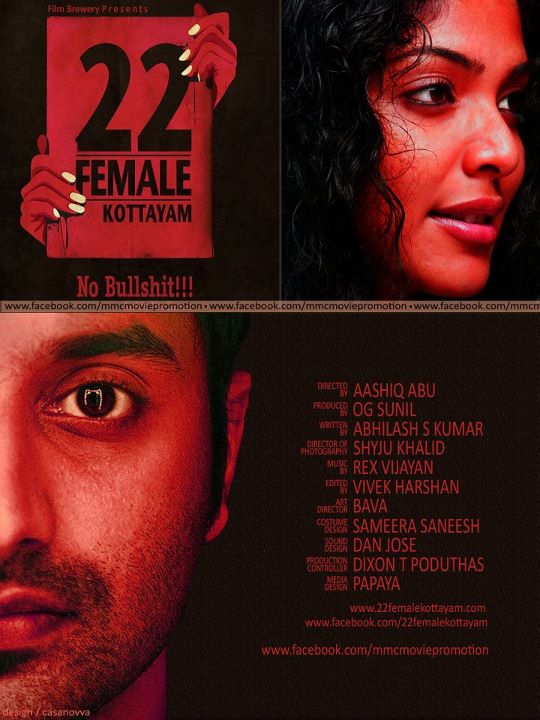 Film Brewery Presents
22
FEMALE
KOTTAYAM
No Bullshit!!!
www.facebook.com/mmcmoviepromotion • www.facebook.com/mmcmoviepromotion • www.facebook.com/mmcm
DIRECTED BY AASHIQ ABU
PRODUCED BY OG SUNIL
WRITTEN BY ABHILASH S KUMAR
DIRECTOR OF PHOTOGRAPHY SHYJU KHALID
MUSIC BY REX VIJAYAN
EDITED BY VIVEK HARSHAN
ART DIRECTOR BAVA
COSTUME DESIGN SAMEERA SANEESH
SOUND DESIGN DAN JOSE
PRODUCTION CONTROLLER DIXON T PODUTHAS
MEDIA DESIGN PAPAYA
www.22femalekottayam.com
www.facebook.com/22femalekottayam
www.facebook.com/mmcmoviepromotion
design / casanovva